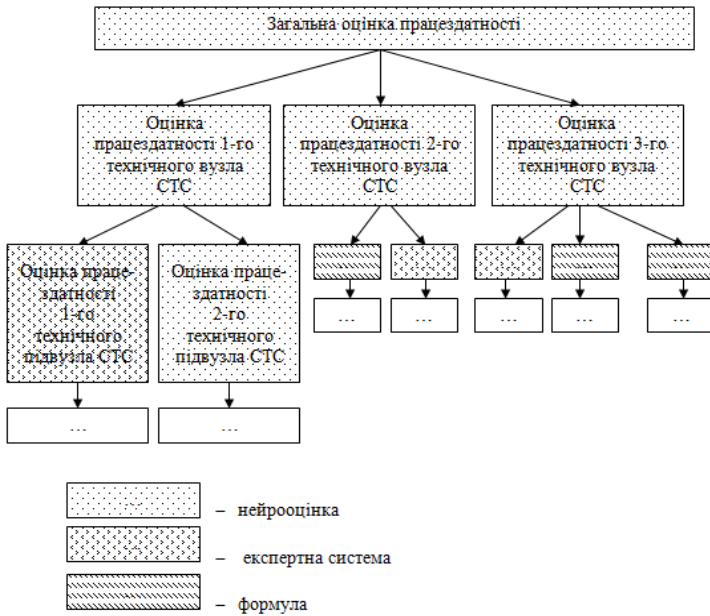 Загальна оцінка працездатності
Оцінка
працездатності 1-го
технічного вузла
СТС
Оцінка
працездатності 2-го
технічного вузла
СТС
Оцінка
працездатності 3-го
технічного вузла
СТС
Оцінка праце-
здатності
1-го
технічного
підвузла СТС
Оцінка праце-
здатності
2-го
технічного
підвузла СТС
...
...
...
...
...
...
...
...
...
...
...
...
... – нейрооцінка
... – експертна система
... – формула